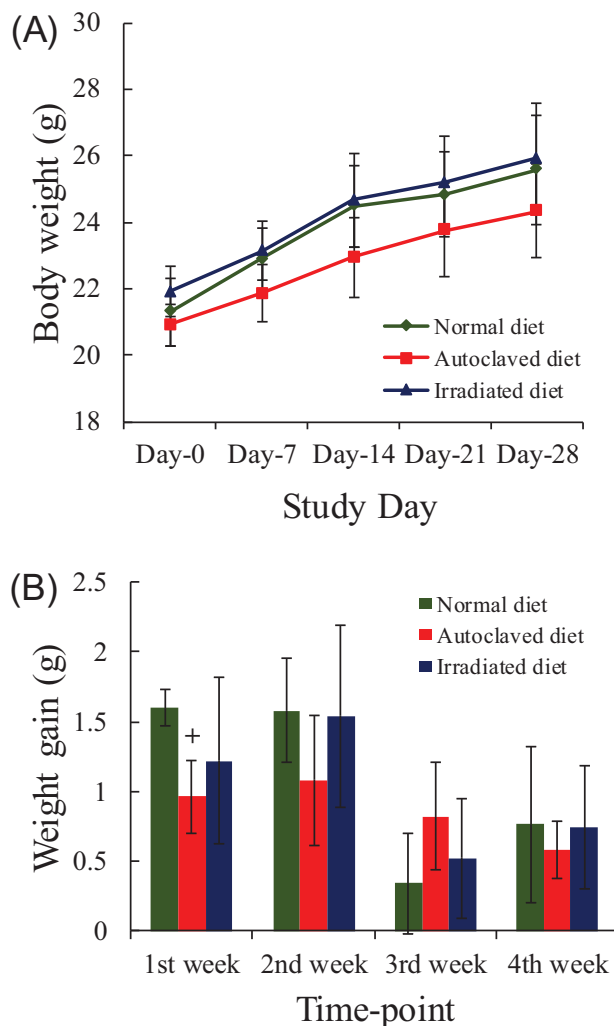 (A)
30
28
26
24
22
20
18
Body weight (g)
Normal diet
Autoclaved diet
Irradiated diet
Day-0 Day-7 Day-14 Day-21 Day-28
Study Day
(B)
2.5
2
1.5
1
0.5
0
Weight gain (g)
Normal diet
Autoclaved diet
Irradiated diet
+
1st week 2nd week 3rd week 4th week
Time-point